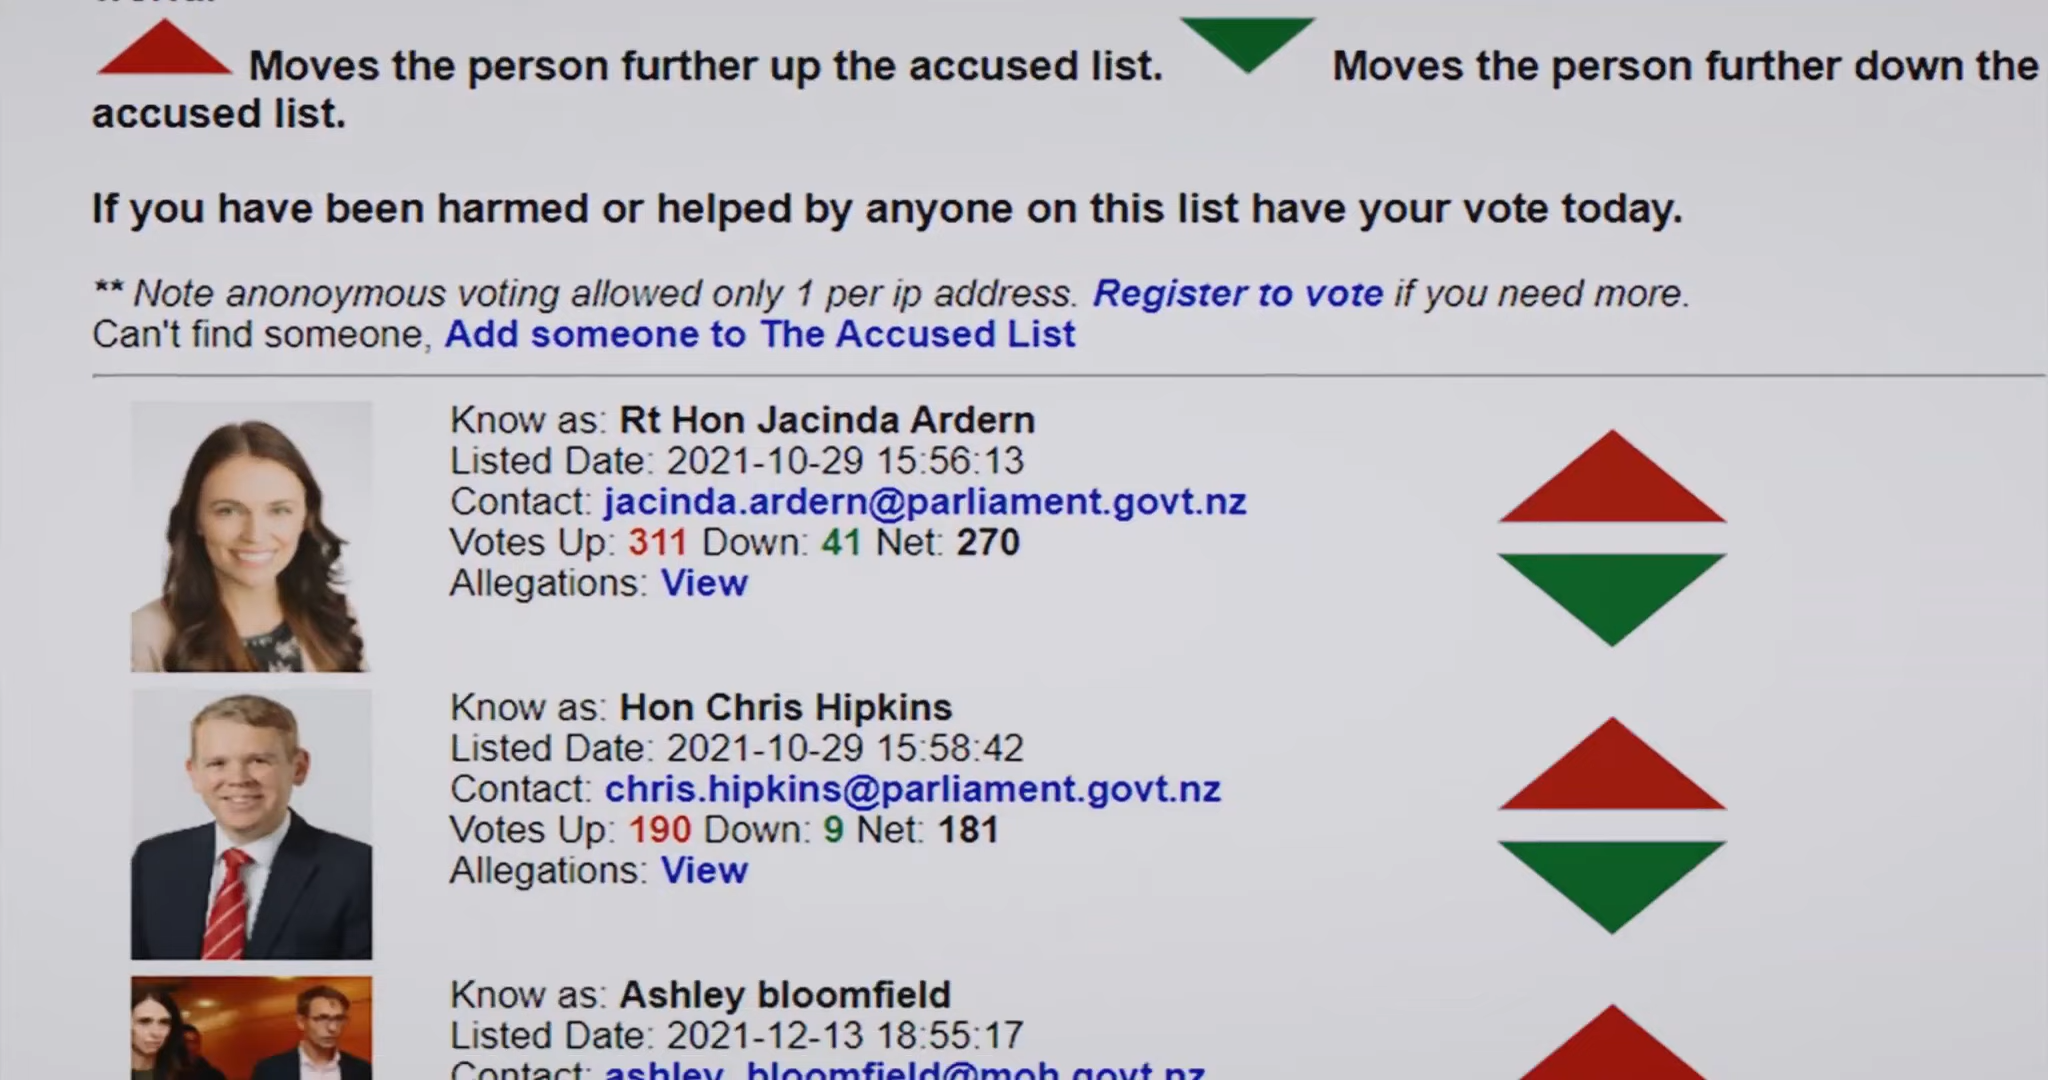 Moves the person further up the accused list. Moves the person further down the
accused list.
If you have been harmed or helped by anyone on this list have your vote today.
** Note anonoymous voting allowed only 1 per ip address. Register to vote if you need more.
Can't find someone, Add someone to The Accused List
Know as: Rt Hon Jacinda Ardern
Listed Date: 2021-10-29 15:56:13
Contact: jacinda.ardern@parliament.govt.nz
Votes Up: 311 Down: 41 Net: 270
Allegations: View
Know as: Hon Chris Hipkins
Listed Date: 2021-10-29 15:58:42
Contact: chris.hipkins@parliament.govt.nz
Votes Up: 190 Down: 9 Net: 181
Allegations: View
Know as: Ashley bloomfield
Listed Date: 2021-12-13 18:55:17
Contact: ashley_bloomfield@moh.govt.nz